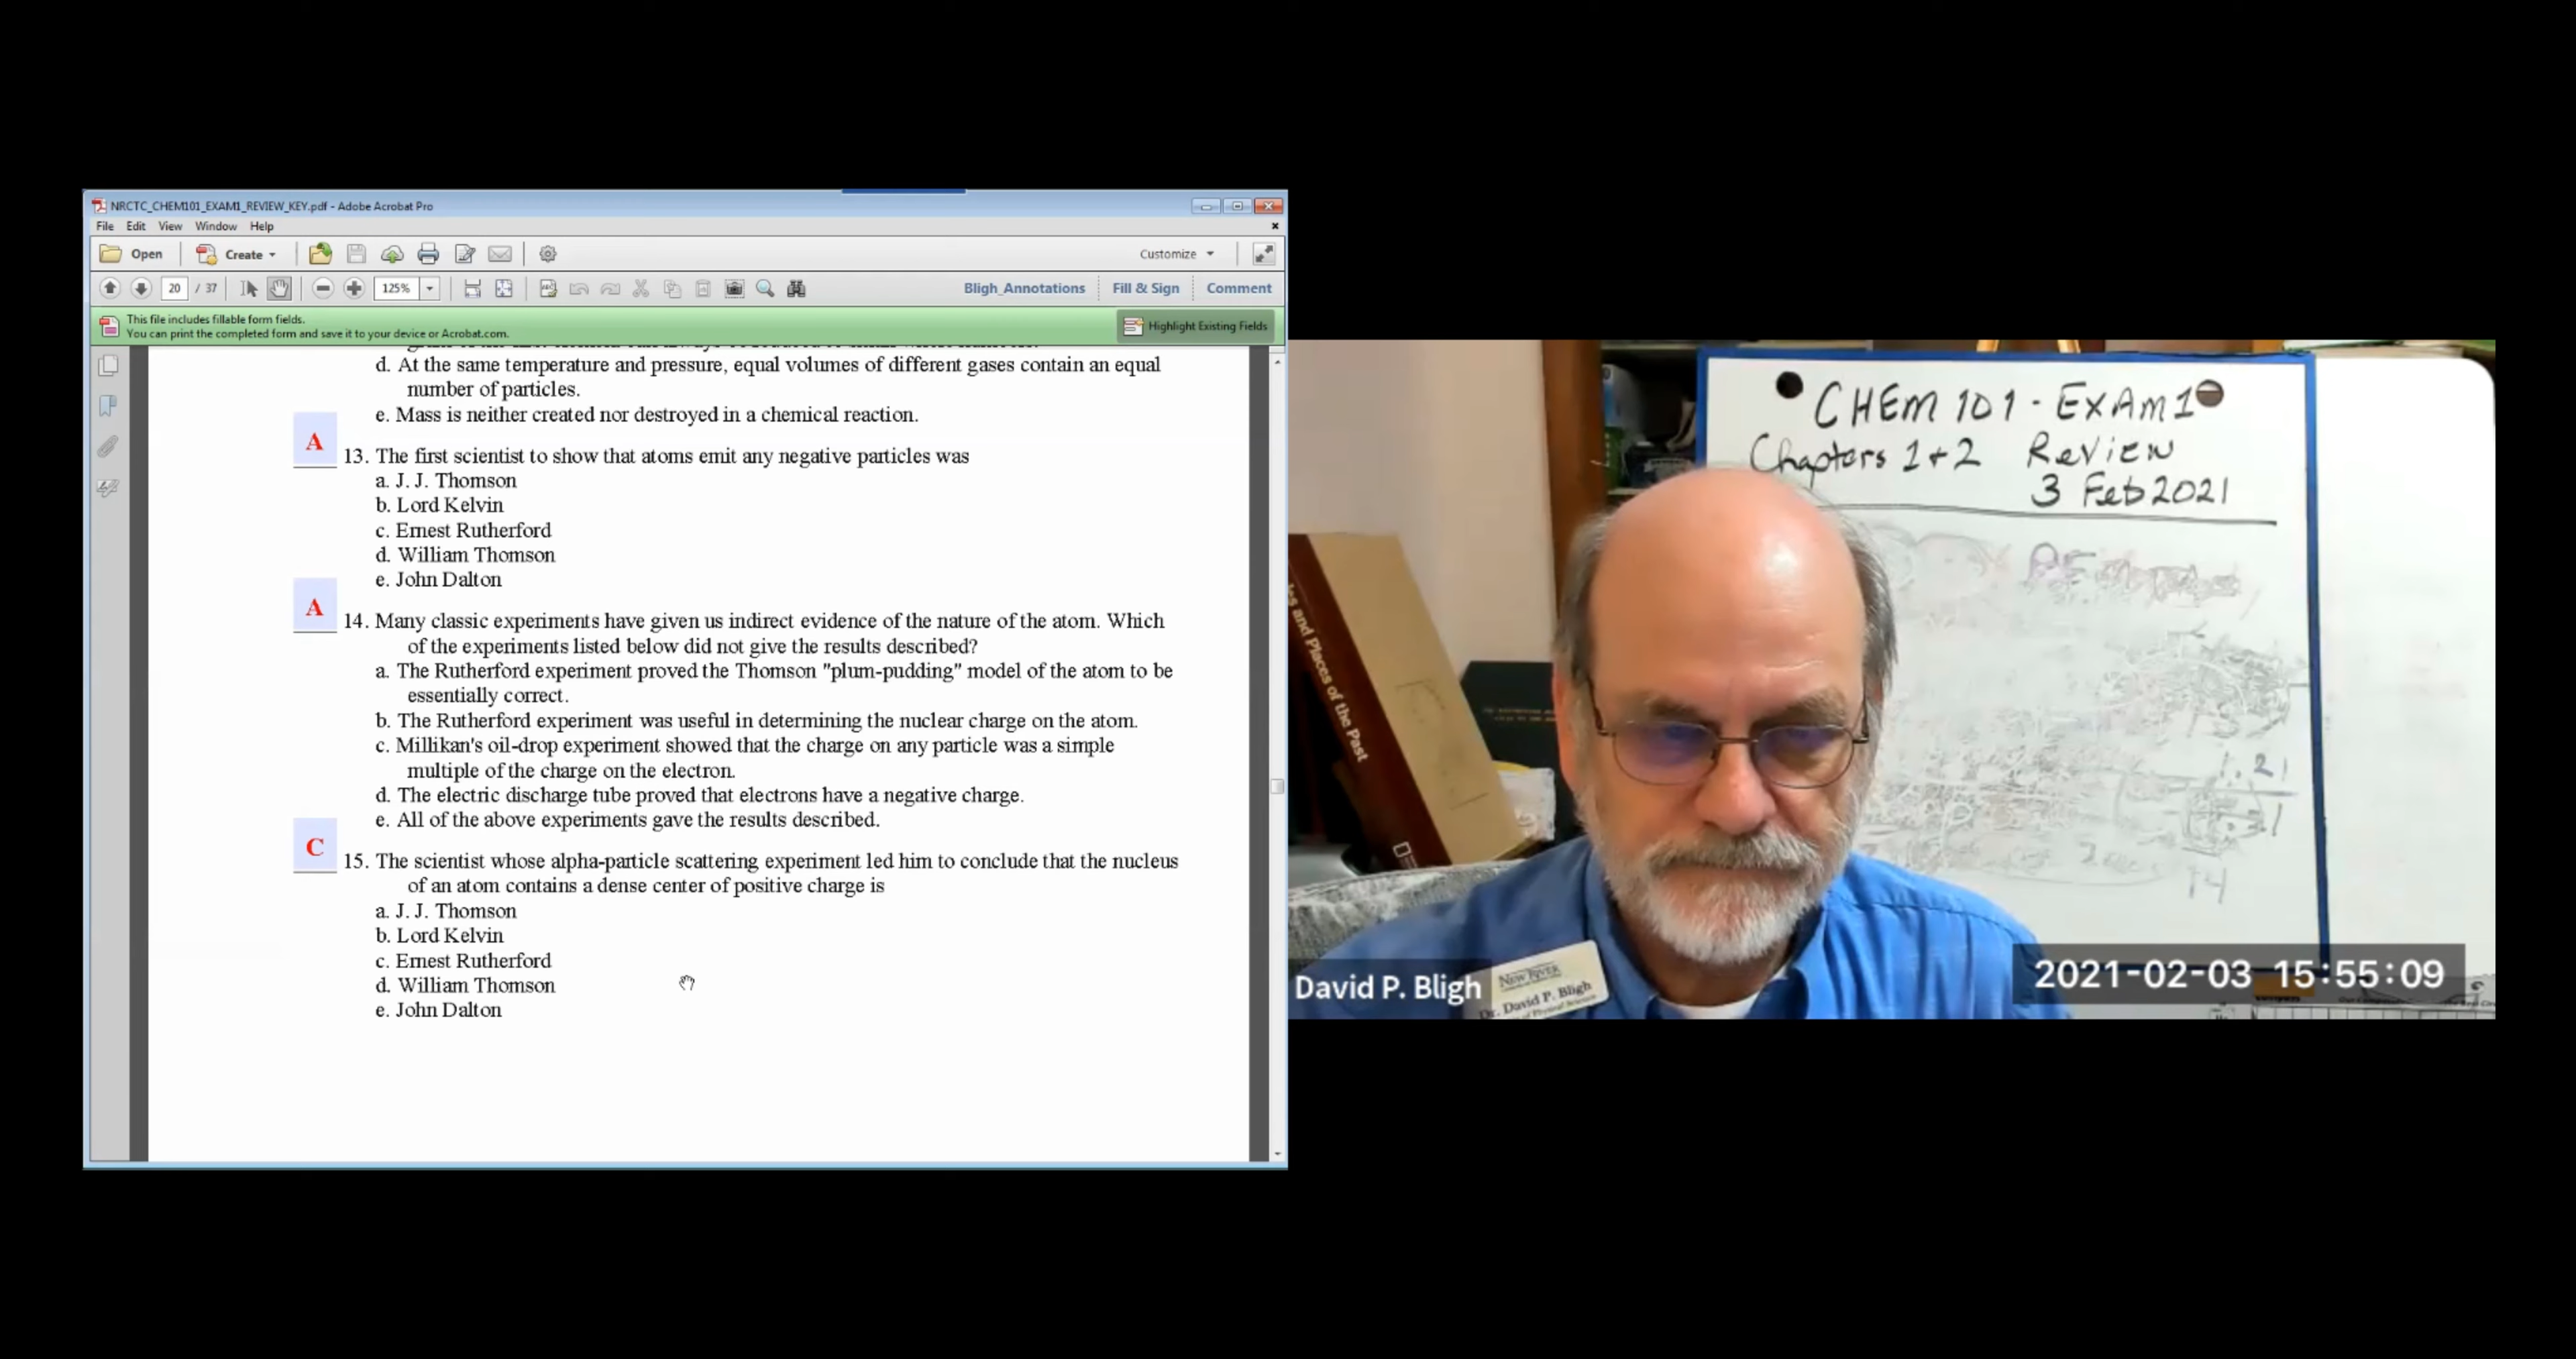 NRCTC_CHEM101_EXAM1_REVIEW_KEY.pdf - Adobe Acrobat Pro
File Edit View Window Help
Open Create Customize
20 / 37 125% Bligh_Annotations Fill & Sign Comment
This file includes fillable form fields.
You can print the completed form and save it to your device or Acrobat.com.
Highlight Existing Fields
d. At the same temperature and pressure, equal volumes of different gases contain an equal
number of particles.
e. Mass is neither created nor destroyed in a chemical reaction.
A
13. The first scientist to show that atoms emit any negative particles was
a. J. J. Thomson
b. Lord Kelvin
c. Ernest Rutherford
d. William Thomson
e. John Dalton
A
14. Many classic experiments have given us indirect evidence of the nature of the atom. Which
of the experiments listed below did not give the results described?
a. The Rutherford experiment proved the Thomson "plum-pudding" model of the atom to be
essentially correct.
b. The Rutherford experiment was useful in determining the nuclear charge on the atom.
c. Millikan's oil-drop experiment showed that the charge on any particle was a simple
multiple of the charge on the electron.
d. The electric discharge tube proved that electrons have a negative charge.
e. All of the above experiments gave the results described.
C
15. The scientist whose alpha-particle scattering experiment led him to conclude that the nucleus
of an atom contains a dense center of positive charge is
a. J. J. Thomson
b. Lord Kelvin
c. Ernest Rutherford
d. William Thomson
e. John Dalton
CHEM 101 - EXAM 1
Chapters 1 + 2 Review
3 Feb 2021
and Places of the Past
New River
Dr. David P. Bligh
David P. Bligh
2021-02-03 15:55:09